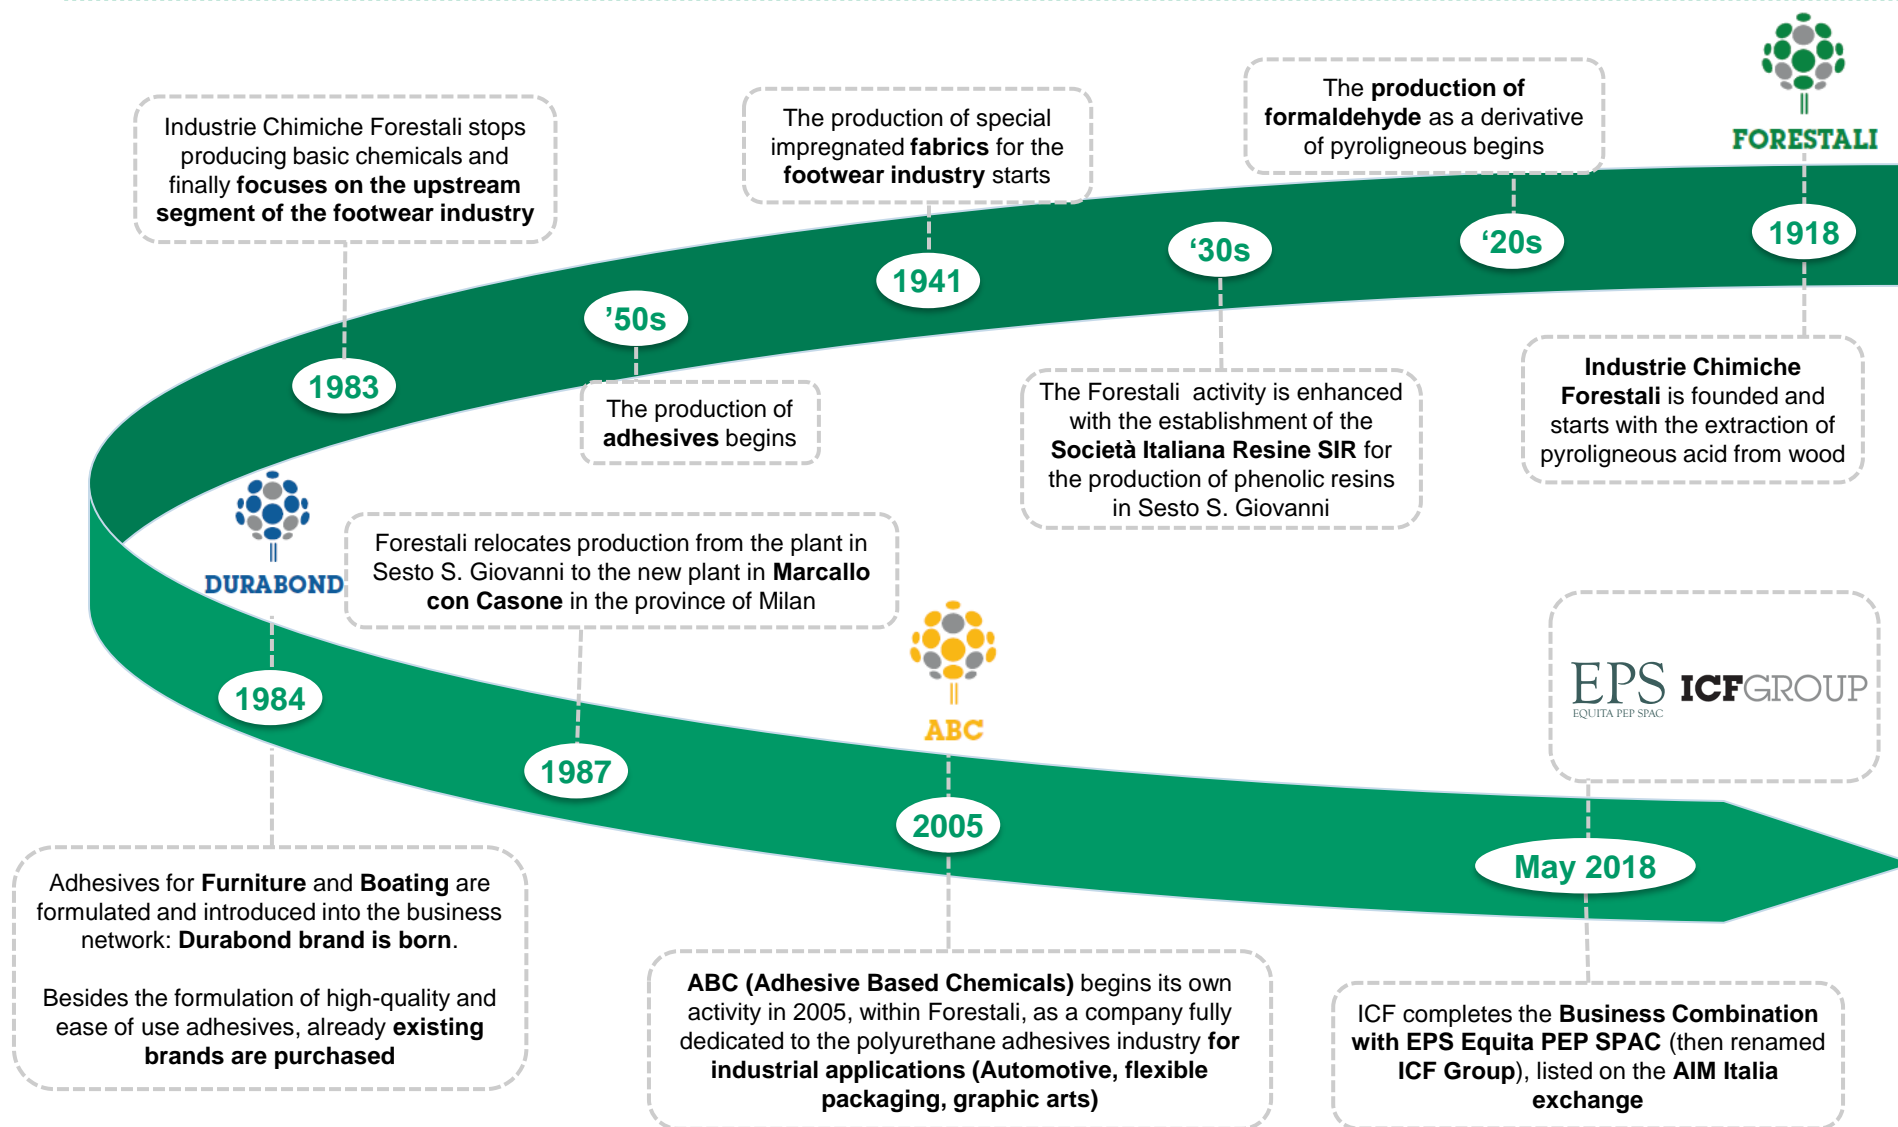 FORESTALI
The production of
formaldehyde as a derivative
of pyroligneous begins
The production of special
impregnated fabrics for the
footwear industry starts
Industrie Chimiche Forestali stops
producing basic chemicals and
finally focuses on the upstream
segment of the footwear industry
1918
‘20s
‘30s
1941
’50s
1983
Industrie Chimiche
Forestali is founded and
starts with the extraction of
pyroligneous acid from wood
The Forestali activity is enhanced
with the establishment of the
Società Italiana Resine SIR for
the production of phenolic resins
in Sesto S. Giovanni
The production of
adhesives begins
DURABOND
Forestali relocates production from the plant in
Sesto S. Giovanni to the new plant in Marcallo
con Casone in the province of Milan
ABC
EPS
EQUITA PEP SPAC
ICFGROUP
1984
1987
2005
May 2018
Adhesives for Furniture and Boating are
formulated and introduced into the business
network: Durabond brand is born.
Besides the formulation of high-quality and
ease of use adhesives, already existing
brands are purchased
ABC (Adhesive Based Chemicals) begins its own
activity in 2005, within Forestali, as a company fully
dedicated to the polyurethane adhesives industry for
industrial applications (Automotive, flexible
packaging, graphic arts)
ICF completes the Business Combination
with EPS Equita PEP SPAC (then renamed
ICF Group), listed on the AIM Italia
exchange